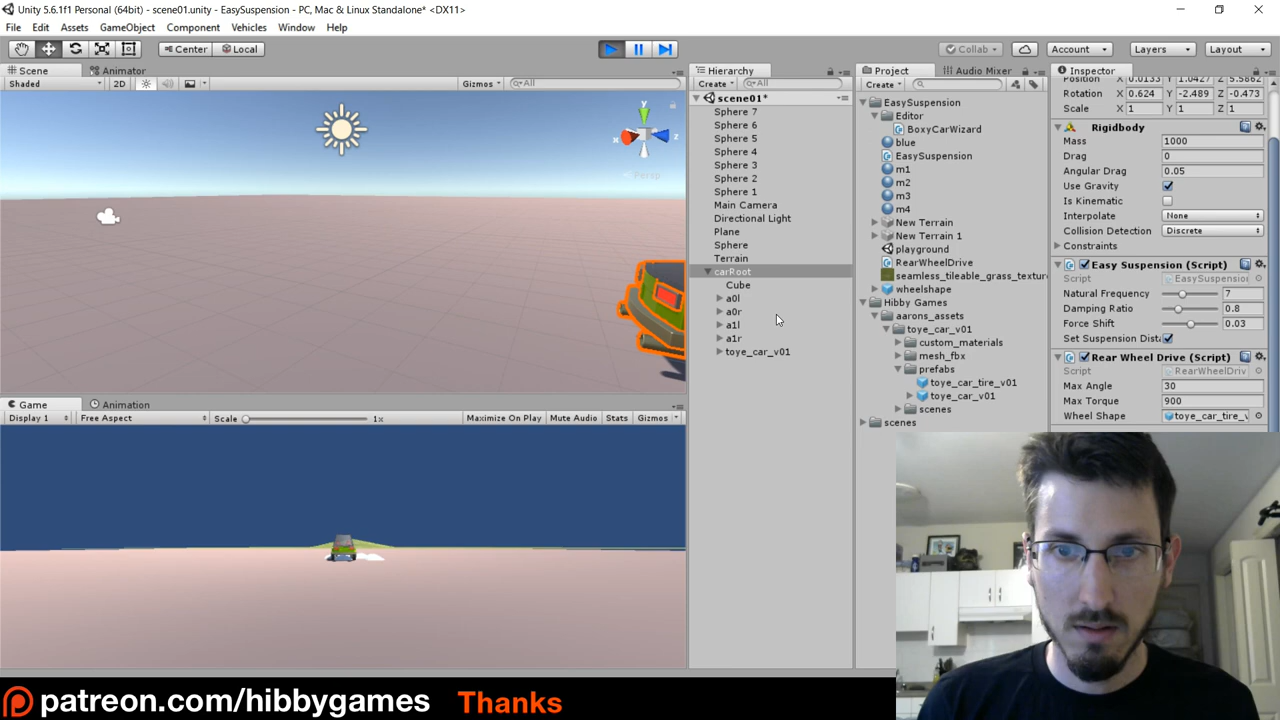 Unity 5.6.1f1 Personal (64bit) - scene01.unity - EasySuspension - PC, Mac & Linux Standalone* <DX11>
File Edit Assets GameObject Component Vehicles Window Help
Center Local Collab Account Layers Layout
Scene Animator
Shaded 2D Gizmos All
y
x z
Persp
Game Animation
Display 1 Free Aspect Scale 1x Maximize On Play Mute Audio Stats Gizmos
Hierarchy
Create All
scene01*
Sphere 7
Sphere 6
Sphere 5
Sphere 4
Sphere 3
Sphere 2
Sphere 1
Main Camera
Directional Light
Plane
Sphere
Terrain
carRoot
Cube
a0l
a0r
a1l
a1r
toye_car_v01
Project Audio Mixer
Create
EasySuspension
Editor
BoxyCarWizard
blue
EasySuspension
m1
m2
m3
m4
New Terrain
New Terrain 1
playground
RearWheelDrive
seamless_tileable_grass_texture
wheelshape
Hibby Games
aarons_assets
toye_car_v01
custom_materials
mesh_fbx
prefabs
toye_car_tire_v01
toye_car_v01
scenes
scenes
Inspector
Position X 0.0133 Y 1.0427 Z 5.5862
Rotation X 0.624 Y -2.489 Z -0.473
Scale X 1 Y 1 Z 1
Rigidbody
Mass 1000
Drag 0
Angular Drag 0.05
Use Gravity
Is Kinematic
Interpolate None
Collision Detection Discrete
Constraints
Easy Suspension (Script)
Script EasySuspension
Natural Frequency 7
Damping Ratio 0.8
Force Shift 0.03
Set Suspension Dista
Rear Wheel Drive (Script)
Script RearWheelDriv
Max Angle 30
Max Torque 900
Wheel Shape toye_car_tire_v
patreon.com/hibbygames Thanks